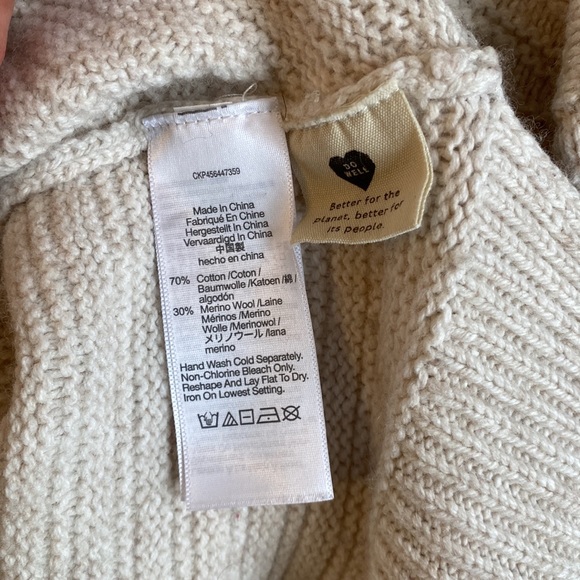 CKP456447359
Made in China
Fabriqué En Chine
Hergestellt In China
Vervaardigd In China
中国製
hecho en china
70% Cotton /Coton /
Baumwolle /Katoen /綿 /
algodón
30% Merino Wool /Laine
Mérinos /Merino
Wolle /Merinowol /
メリノウール /lana
merino
Hand Wash Cold Separately.
Non-Chlorine Bleach Only.
Reshape And Lay Flat To Dry.
Iron On Lowest Setting.
DO
WELL
Better for the
planet, better for
its people.